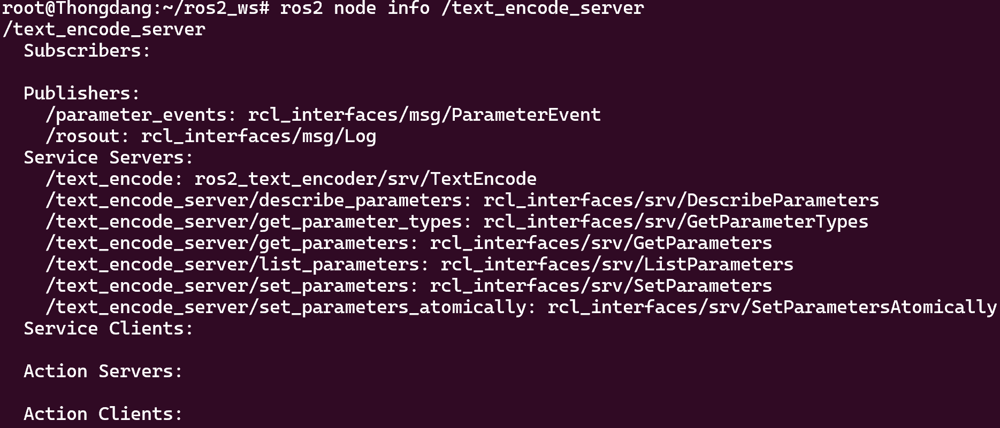 root@Thongdang:~/ros2_ws# ros2 node info /text_encode_server
/text_encode_server
  Subscribers:

  Publishers:
    /parameter_events: rcl_interfaces/msg/ParameterEvent
    /rosout: rcl_interfaces/msg/Log
  Service Servers:
    /text_encode: ros2_text_encoder/srv/TextEncode
    /text_encode_server/describe_parameters: rcl_interfaces/srv/DescribeParameters
    /text_encode_server/get_parameter_types: rcl_interfaces/srv/GetParameterTypes
    /text_encode_server/get_parameters: rcl_interfaces/srv/GetParameters
    /text_encode_server/list_parameters: rcl_interfaces/srv/ListParameters
    /text_encode_server/set_parameters: rcl_interfaces/srv/SetParameters
    /text_encode_server/set_parameters_atomically: rcl_interfaces/srv/SetParametersAtomically
  Service Clients:

  Action Servers:

  Action Clients: